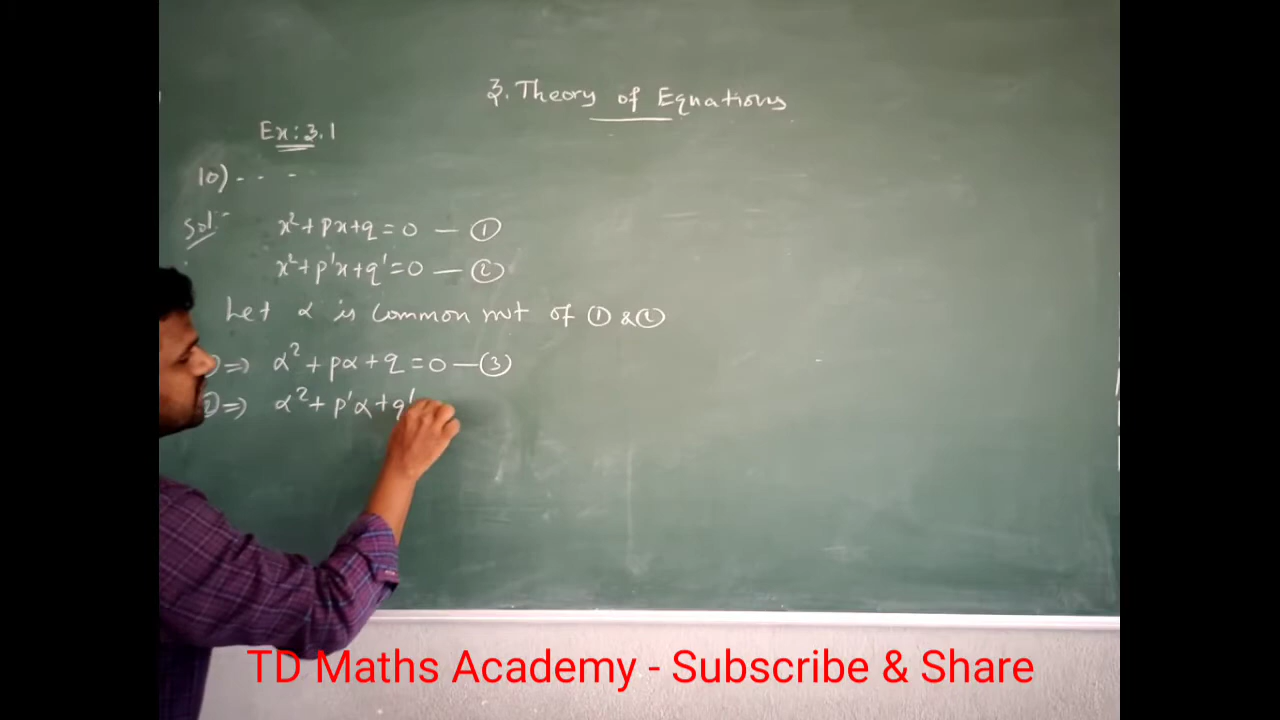 3. Theory of Equations
Ex: 3.1
10) - - -
Sol:-
x² + px + q = 0 — ①
x² + p'x + q' = 0 — ②
Let α is common root of ① & ②
⇒ α² + pα + q = 0 — ③
② ⇒ α² + p'α + q'
TD Maths Academy - Subscribe & Share